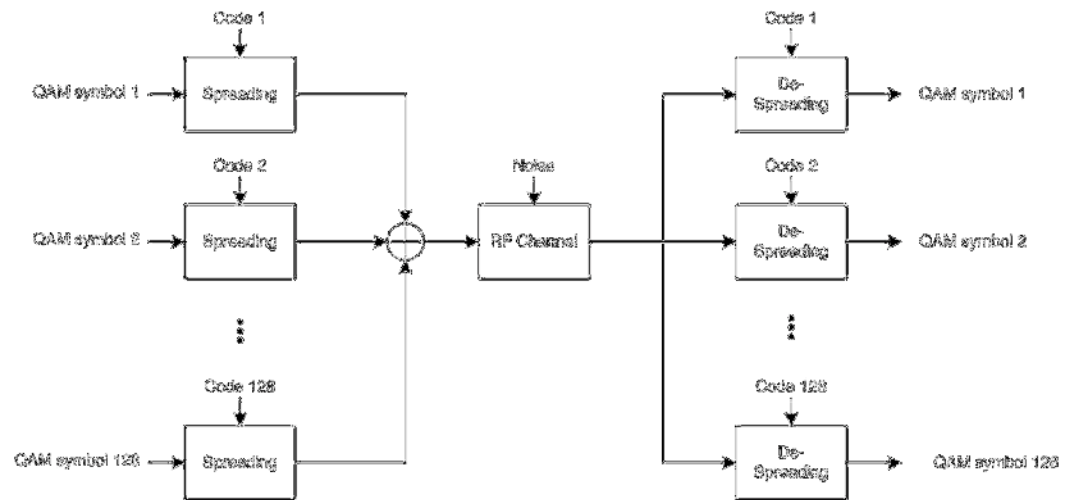 Code 1
Code 1
QAM symbol 1
Spreading
De-
Spreading
QAM symbol 1
Code 2
Noise
Code 2
QAM symbol 2
Spreading
RF Channel
De-
Spreading
QAM symbol 2
Code 128
Code 128
QAM symbol 128
Spreading
De-
Spreading
QAM symbol 128